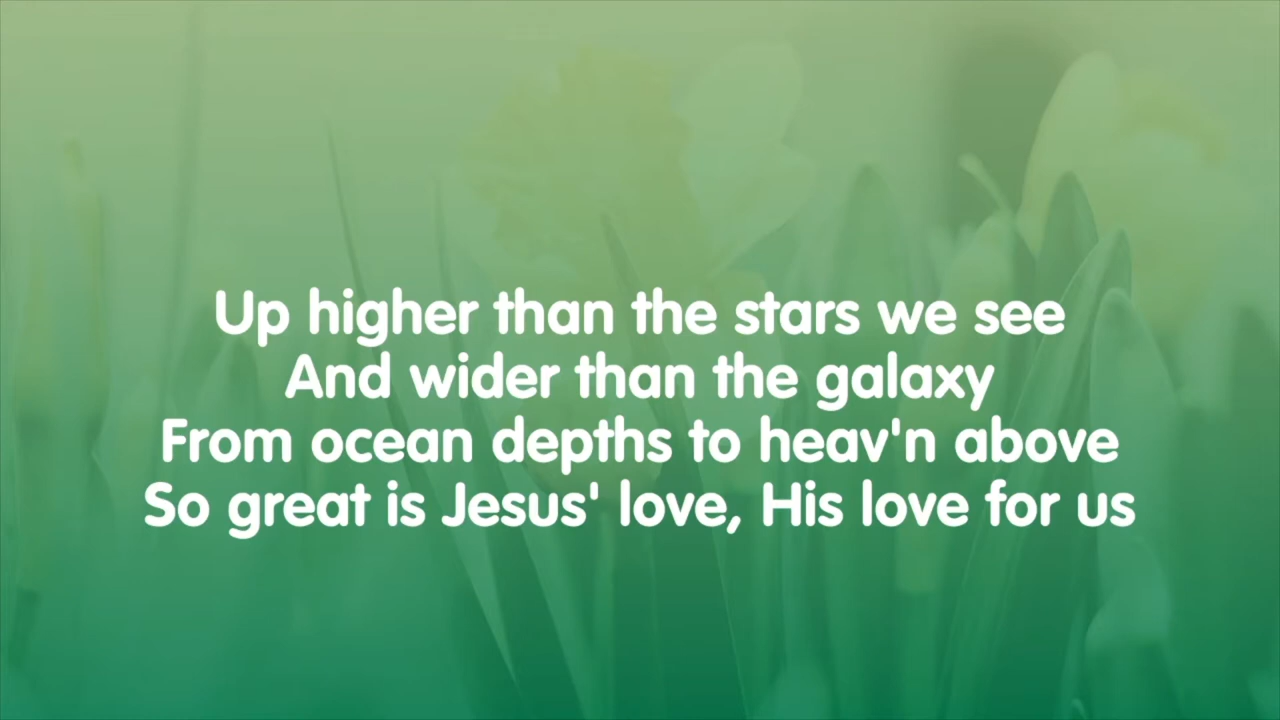 Up higher than the stars we see
And wider than the galaxy
From ocean depths to heav'n above
So great is Jesus' love, His love for us